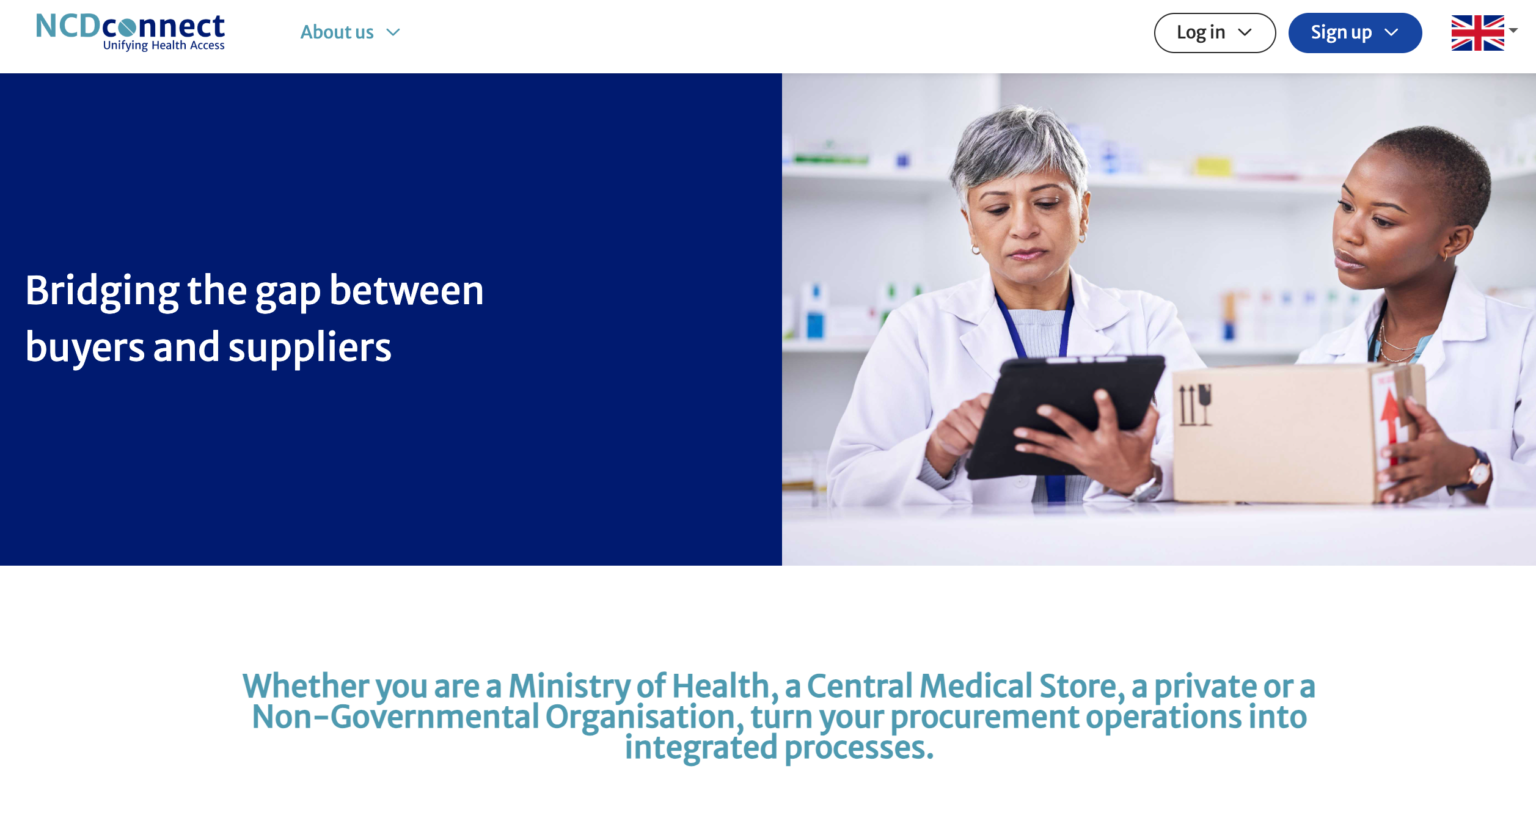 NCDconnect
Unifying Health Access
About us
Log in
Sign up
Bridging the gap between
buyers and suppliers
Whether you are a Ministry of Health, a Central Medical Store, a private or a
Non-Governmental Organisation, turn your procurement operations into
integrated processes.